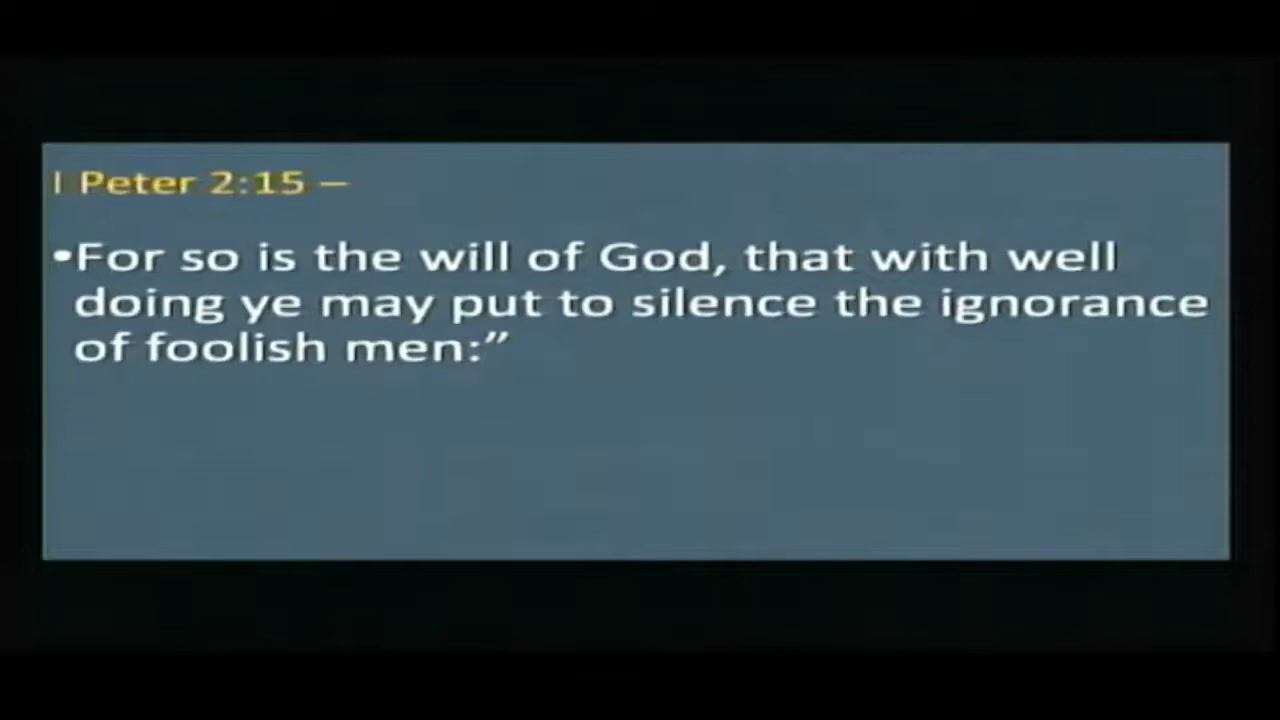 I Peter 2:15 –
•For so is the will of God, that with well
doing ye may put to silence the ignorance
of foolish men:”